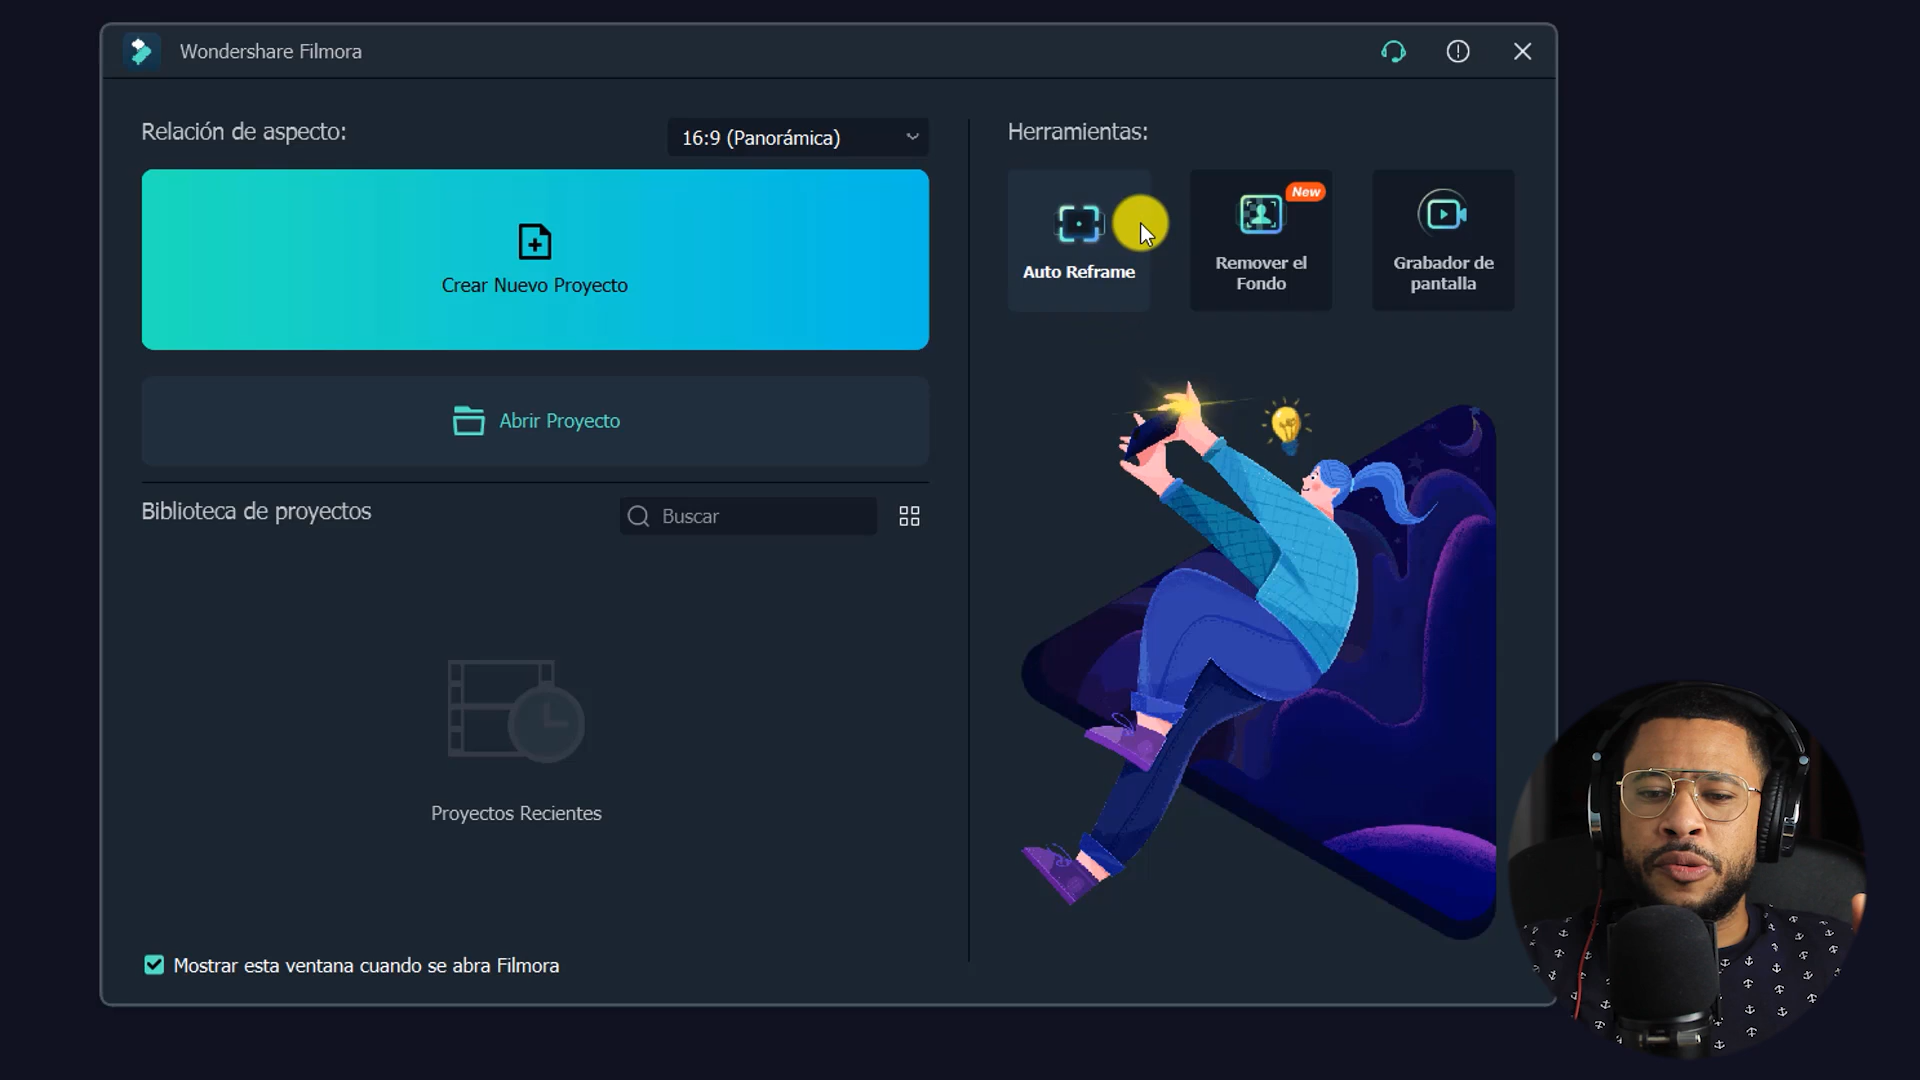 Wondershare Filmora
Relación de aspecto:
16:9 (Panorámica)
Crear Nuevo Proyecto
Abrir Proyecto
Biblioteca de proyectos
Buscar
Proyectos Recientes
Mostrar esta ventana cuando se abra Filmora
Herramientas:
Auto Reframe
New
Remover el
Fondo
Grabador de
pantalla